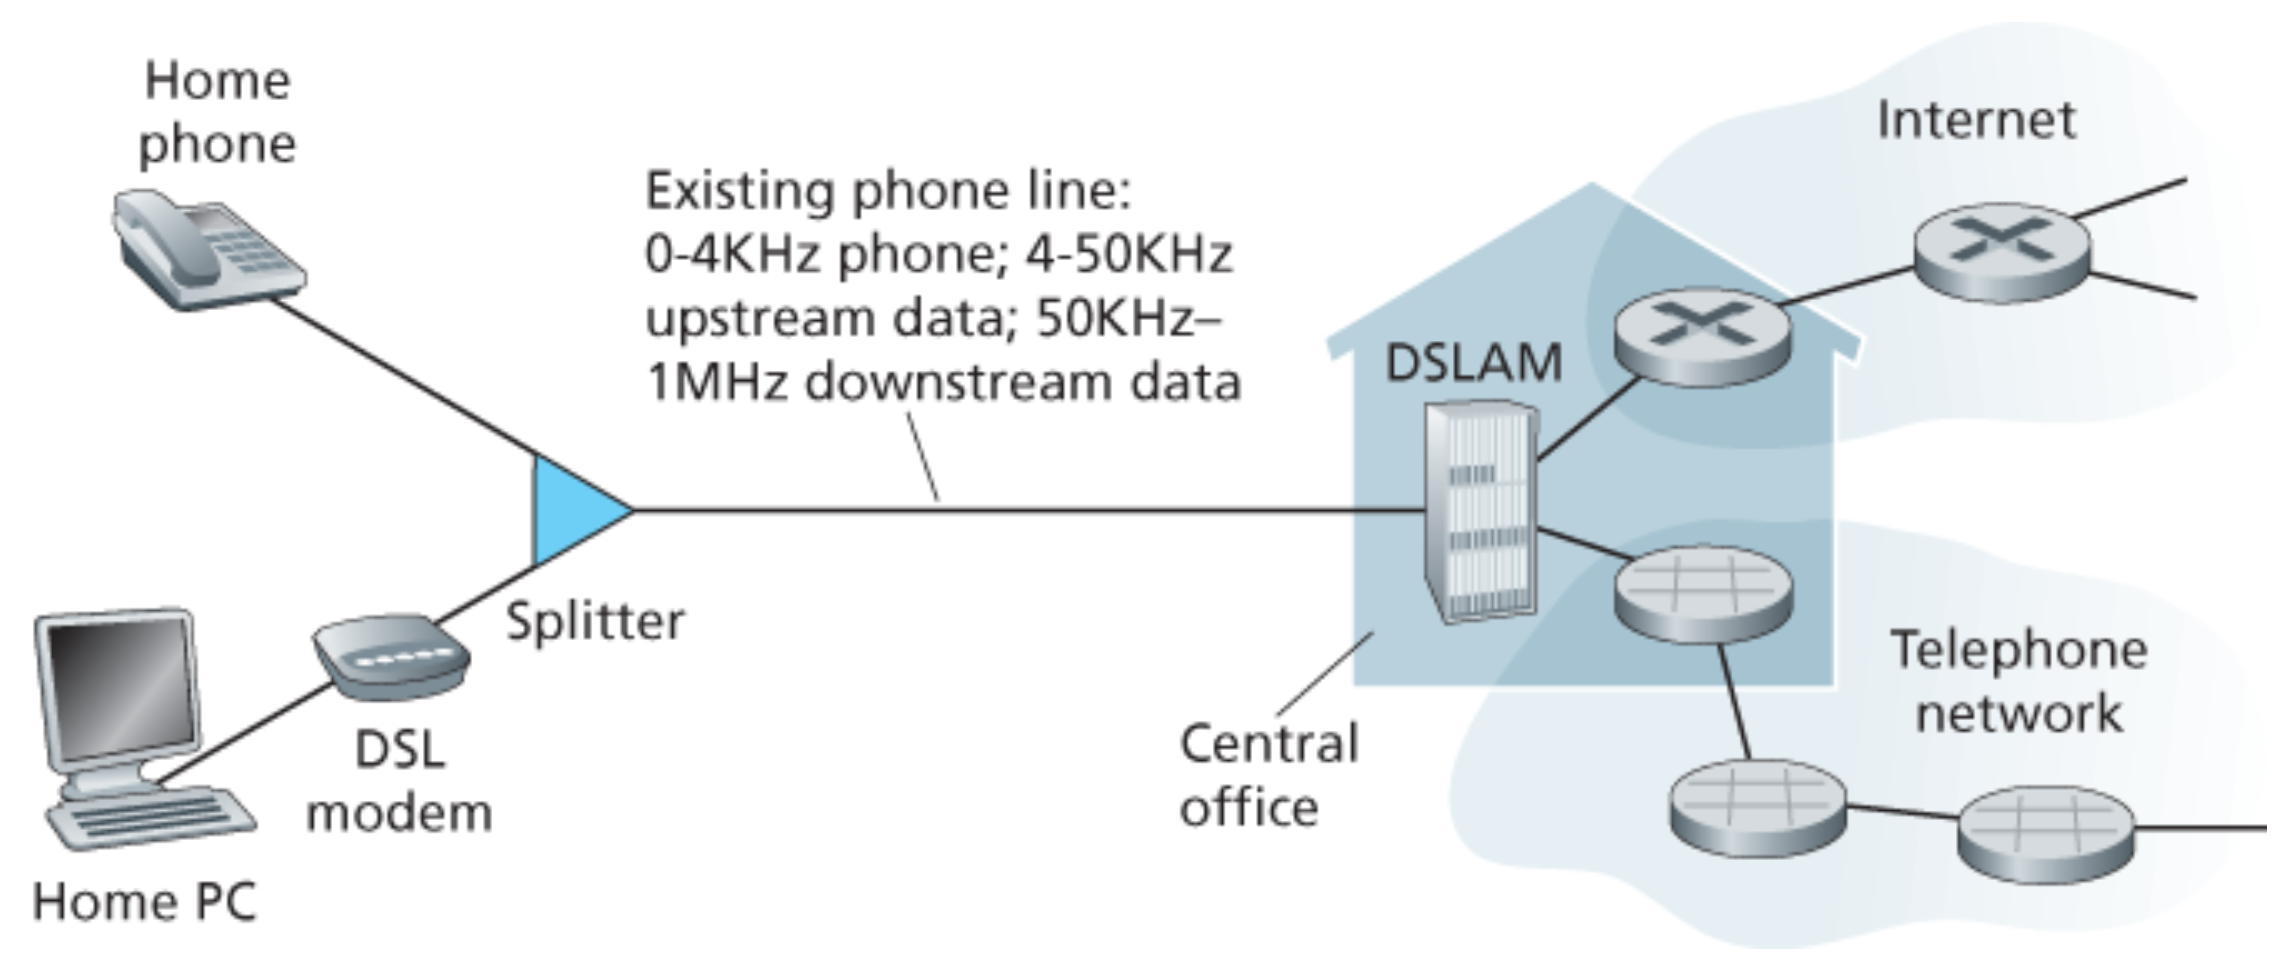 Home
phone
Existing phone line:
0-4KHz phone; 4-50KHz
upstream data; 50KHz–
1MHz downstream data
Internet
DSLAM
Splitter
DSL
modem
Home PC
Central
office
Telephone
network